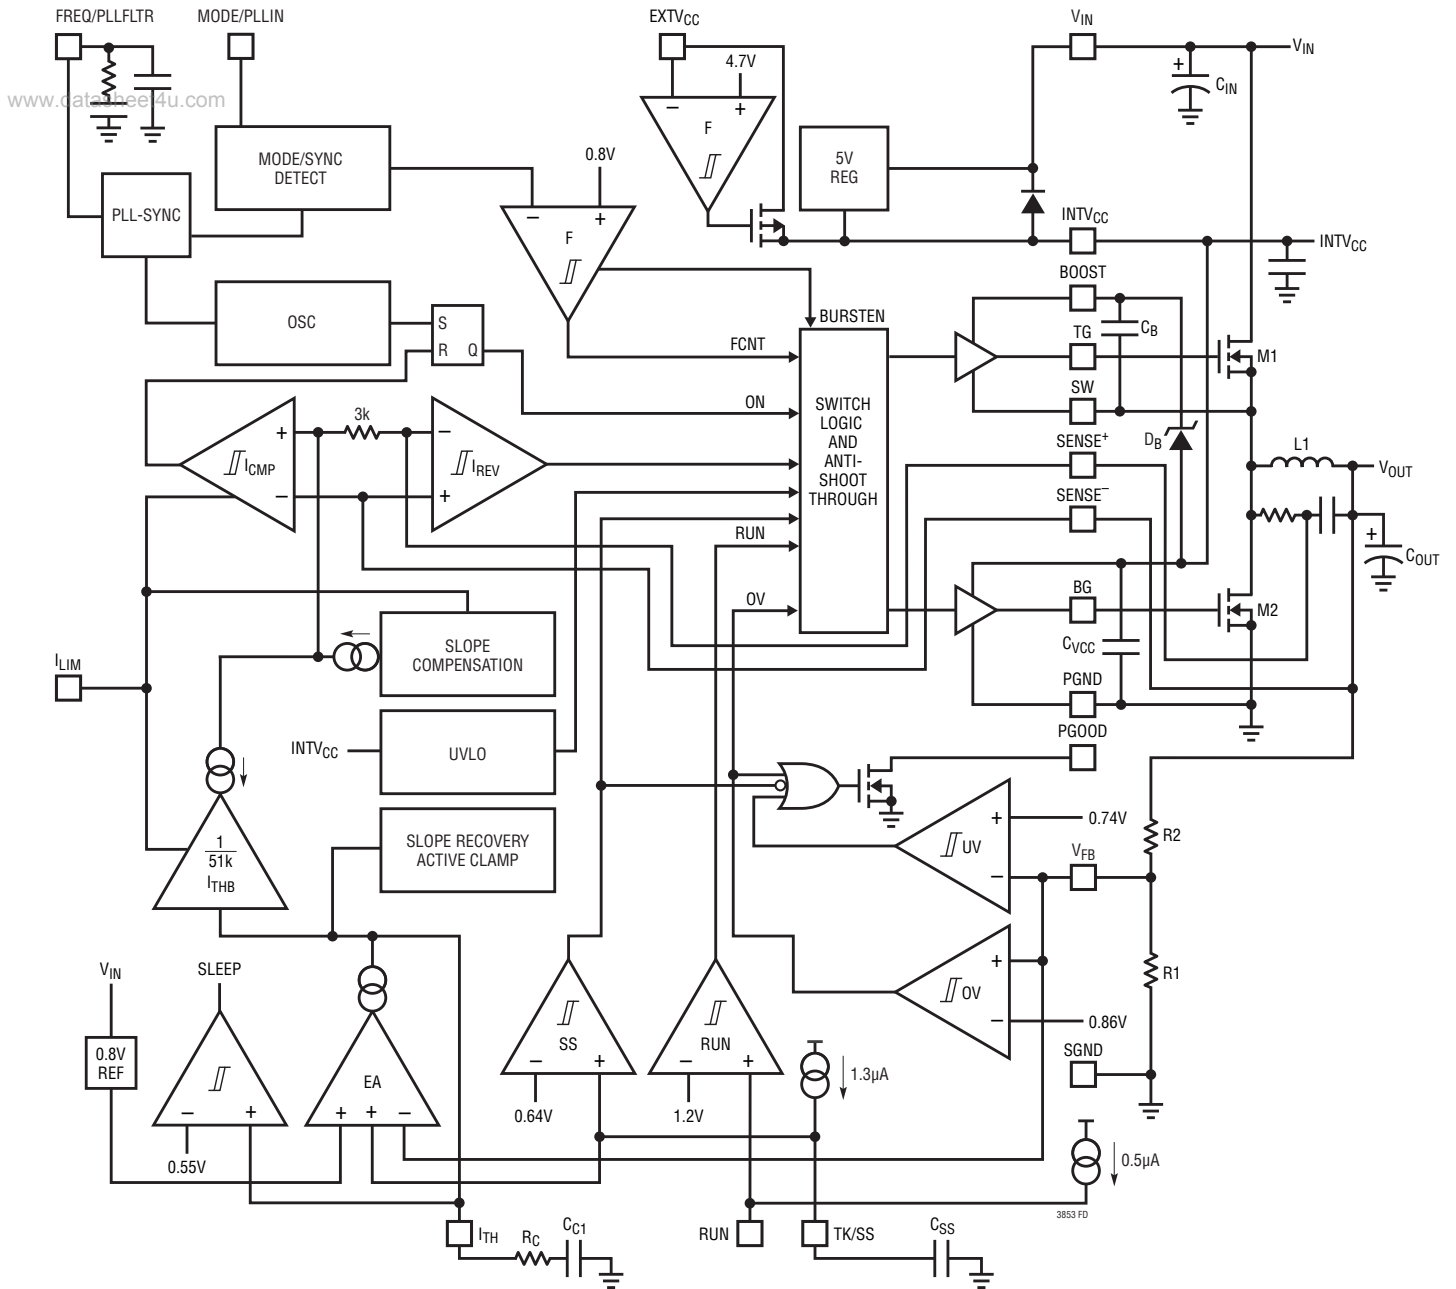 FREQ/PLLFLTR
MODE/PLLIN
EXTVCC
VIN
4.7V
VIN
+
CIN
www.datasheet4u.com
− +
F
MODE/SYNC
DETECT
0.8V
5V
REG
PLL-SYNC
− +
F
INTVCC
INTVCC
BOOST
OSC
S
R Q
BURSTEN
FCNT
TG
CB
M1
ON
SW
3k
SWITCH
LOGIC
AND
ANTI-
SHOOT
THROUGH
+
−
ICMP
−
+
IREV
SENSE+
DB
L1
VOUT
SENSE−
RUN
+
COUT
OV
BG
M2
SLOPE
COMPENSATION
CVCC
ILIM
PGND
PGOOD
INTVCC
UVLO
0.74V
+
UV
−
R2
VFB
SLOPE RECOVERY
ACTIVE CLAMP
1
51k
ITHB
+
OV
−
R1
0.86V
VIN
SLEEP
SS
− +
RUN
− +
SGND
0.8V
REF
EA
− +
+ + −
1.3µA
0.64V
1.2V
0.55V
0.5µA
3853 FD
ITH
RC
CC1
RUN
TK/SS
CSS